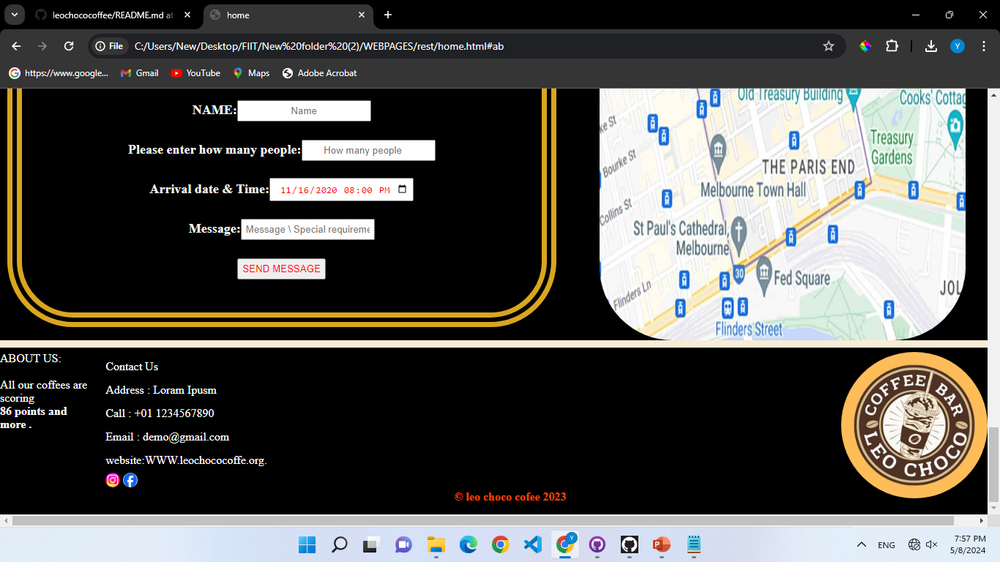 leochococoffee/README.md at
home
File
C:/Users/New/Desktop/FIIT/New%20folder%20(2)/WEBPAGES/rest/home.html#ab
Y
https://www.google...
Gmail
YouTube
Maps
Adobe Acrobat
NAME:
Name
Please enter how many people:
How many people
Arrival date & Time:
11/16/2020 08:00 PM
Message:
Message \ Special requireme
SEND MESSAGE
Old Treasury Building
Cooks' Cottag
ke St
Treasury
Gardens
Bourke St
THE PARIS END
Melbourne Town Hall
Collins St
St Paul's Cathedral,
Melbourne
30
Fed Square
JOL
Flinders Ln
Flinders Street
ABOUT US:
All our coffees are
scoring
86 points and
more .
Contact Us
Address : Loram Ipusm
Call : +01 1234567890
Email : demo@gmail.com
website:WWW.leochococoffe.org.
COFFEE BAR
LEO CHOCO
© leo choco cofee 2023
Y
ENG
7:57 PM
5/8/2024